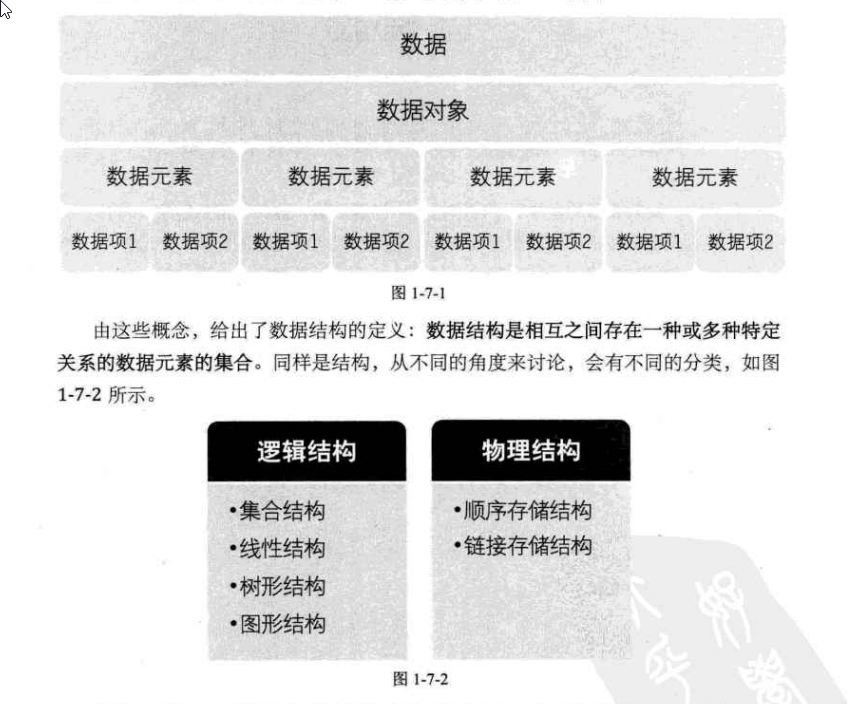 数据
数据对象
数据元素 数据元素 数据元素 数据元素
数据项1 数据项2 数据项1 数据项2 数据项1 数据项2 数据项1 数据项2
图 1-7-1
由这些概念，给出了数据结构的定义：数据结构是相互之间存在一种或多种特定
关系的数据元素的集合。同样是结构，从不同的角度来讨论，会有不同的分类，如图
1-7-2 所示。
逻辑结构
•集合结构
•线性结构
•树形结构
•图形结构
物理结构
•顺序存储结构
•链接存储结构
图 1-7-2